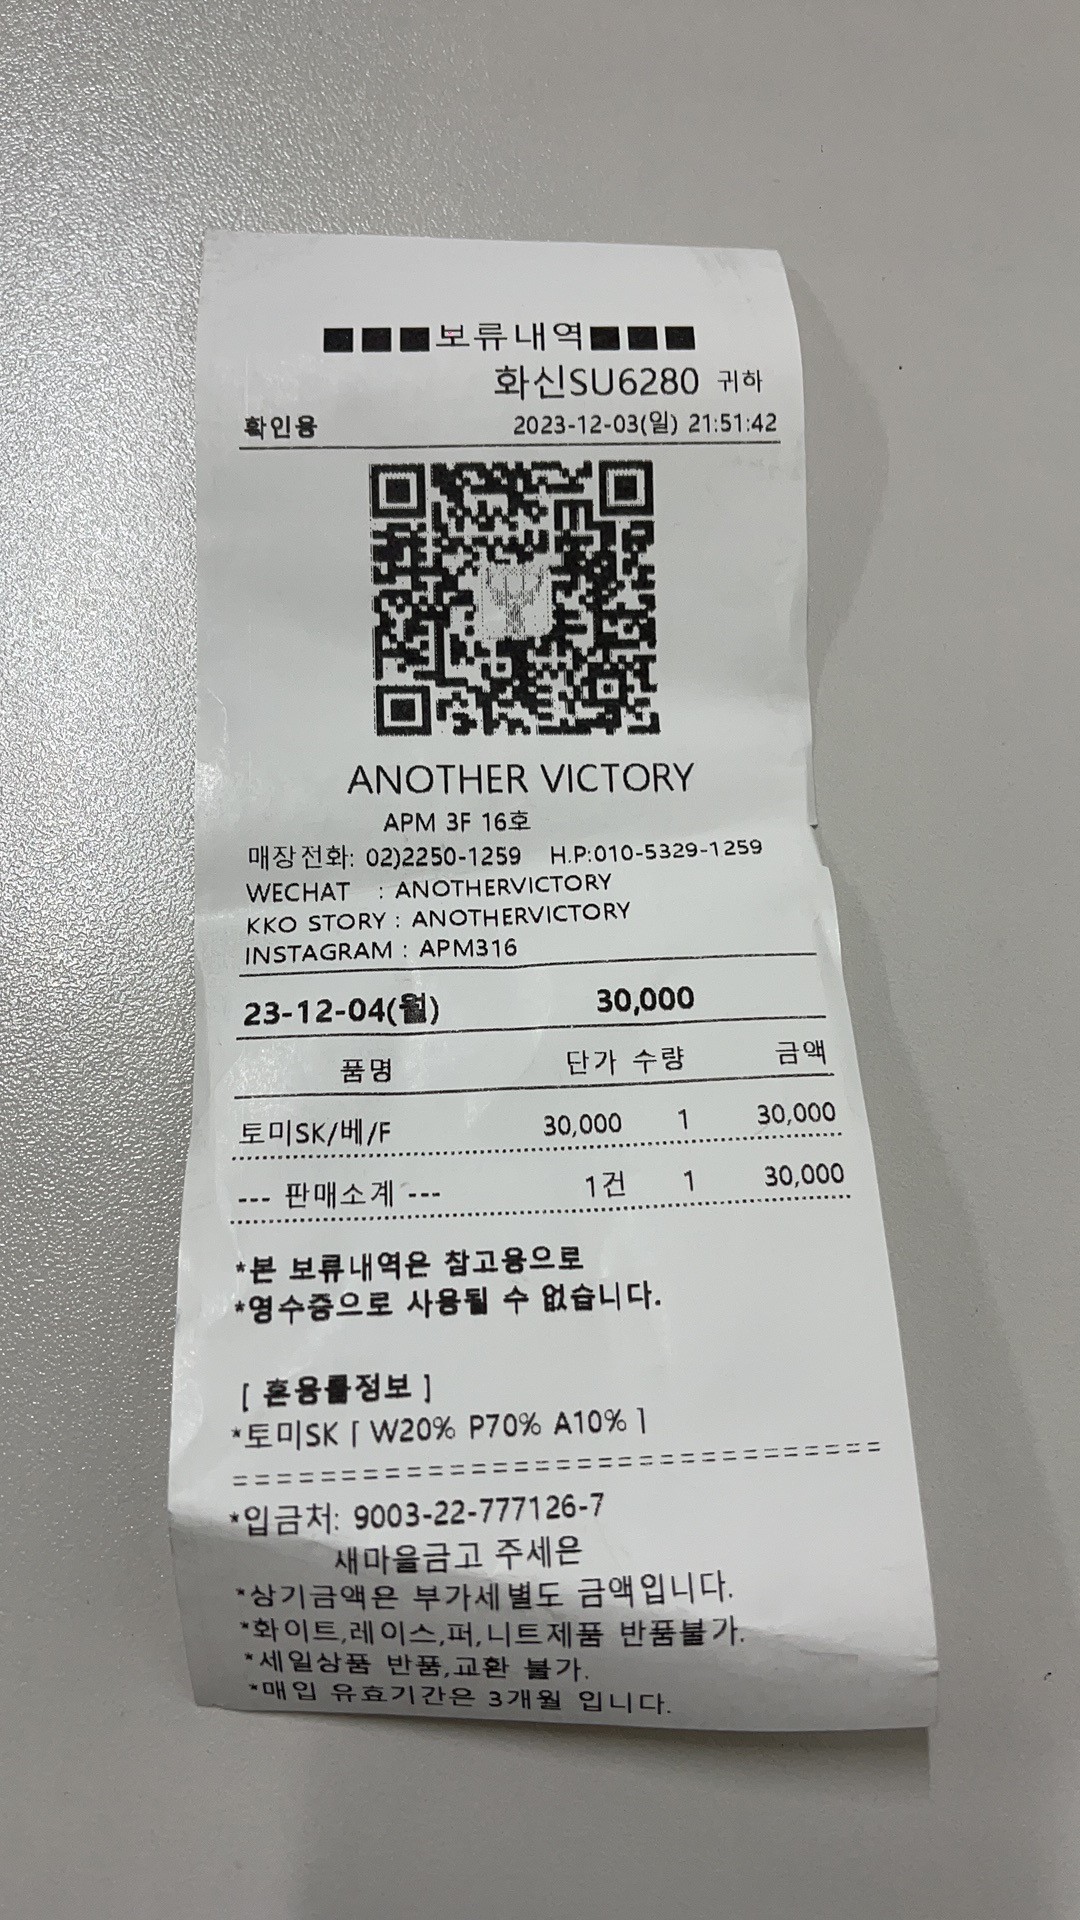 ■■■보류내역■■■
화신SU6280 귀하
확인용 2023-12-03(일) 21:51:42
ANOTHER VICTORY
APM 3F 16호
매장전화: 02)2250-1259 H.P:010-5329-1259
WECHAT : ANOTHERVICTORY
KKO STORY : ANOTHERVICTORY
INSTAGRAM : APM316
23-12-04(월) 30,000
품명 단가 수량 금액
토미SK/베/F 30,000 1 30,000
--- 판매소계 --- 1건 1 30,000
*본 보류내역은 참고용으로
*영수증으로 사용될 수 없습니다.
[ 혼용률정보 ]
*토미SK [ W20% P70% A10% ]
==============================
*입금처: 9003-22-777126-7
새마을금고 주세은
*상기금액은 부가세별도 금액입니다.
*화이트,레이스,퍼,니트제품 반품불가.
*세일상품 반품,교환 불가.
*매입 유효기간은 3개월 입니다.